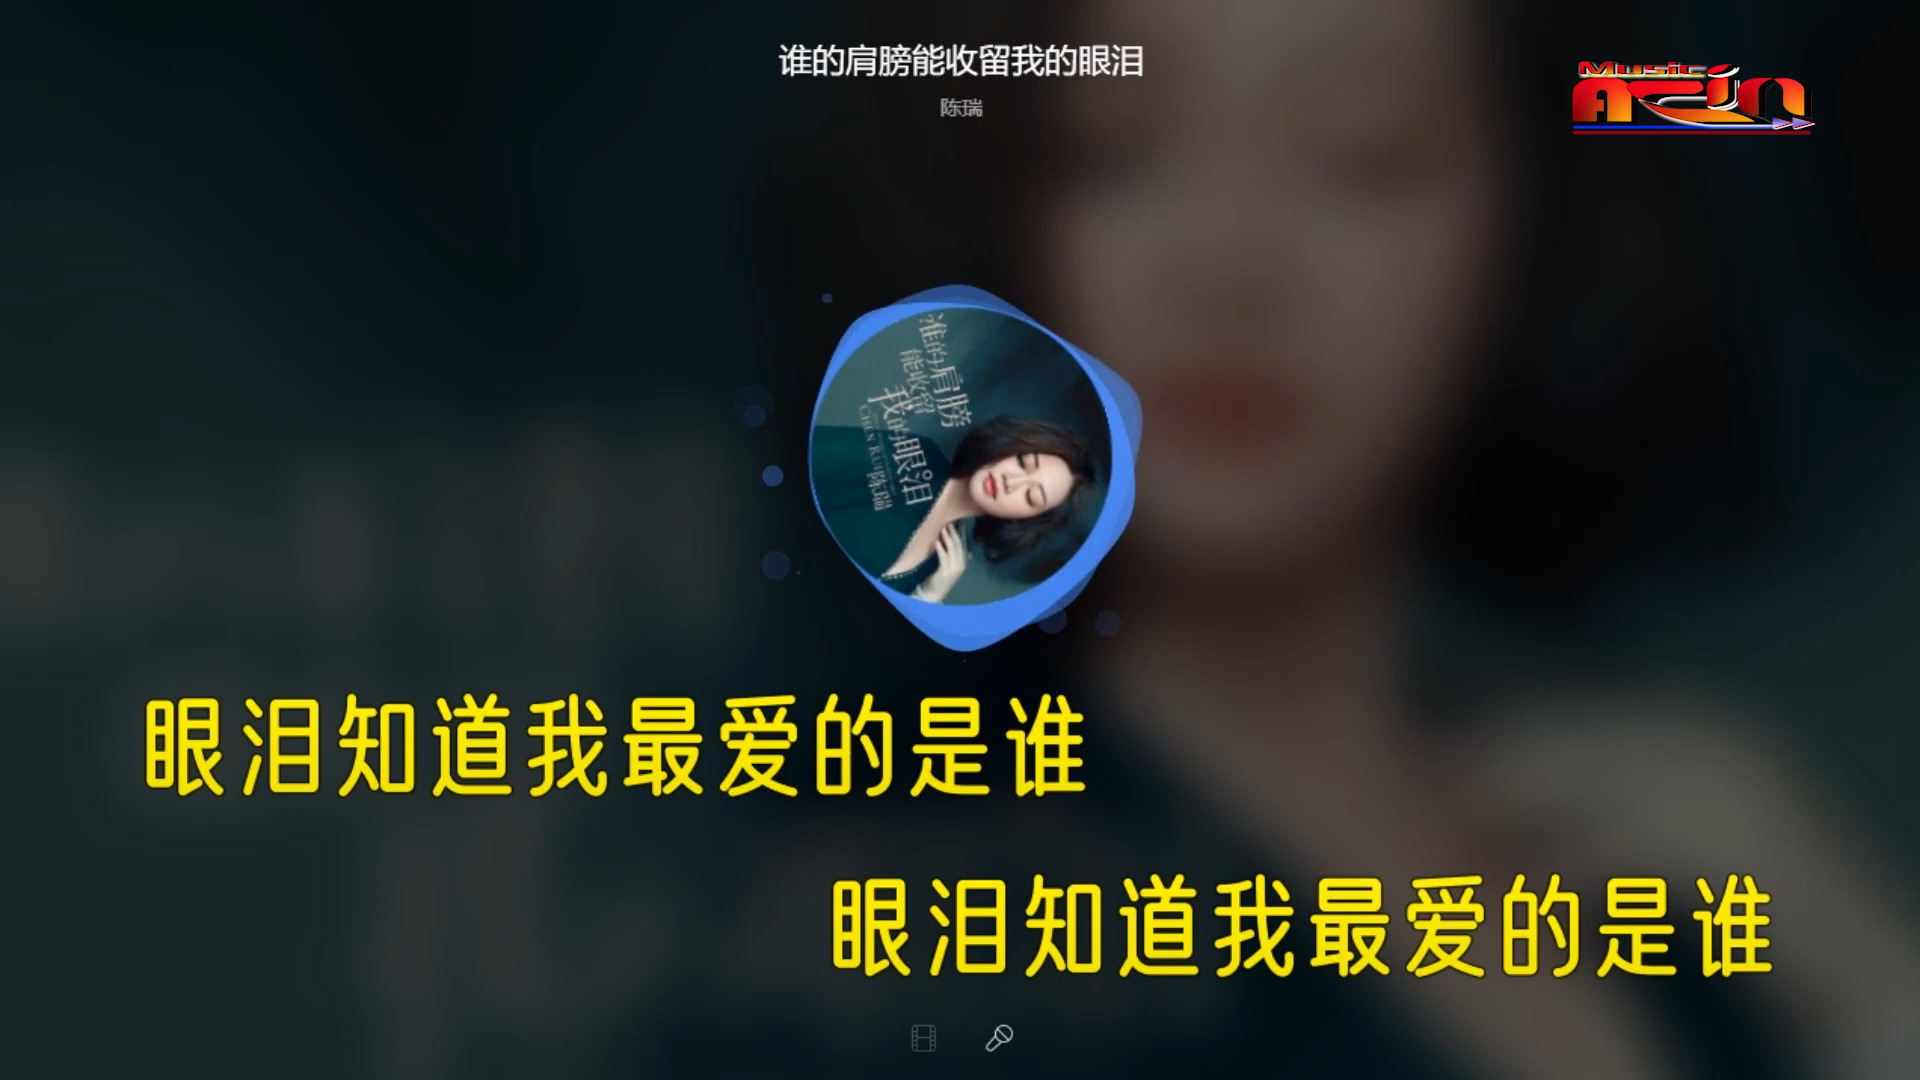 谁的肩膀能收留我的眼泪
陈瑞
Music
谁的肩膀
能收留
我的眼泪
CHEN RUI 陈瑞
眼泪知道我最爱的是谁
眼泪知道我最爱的是谁